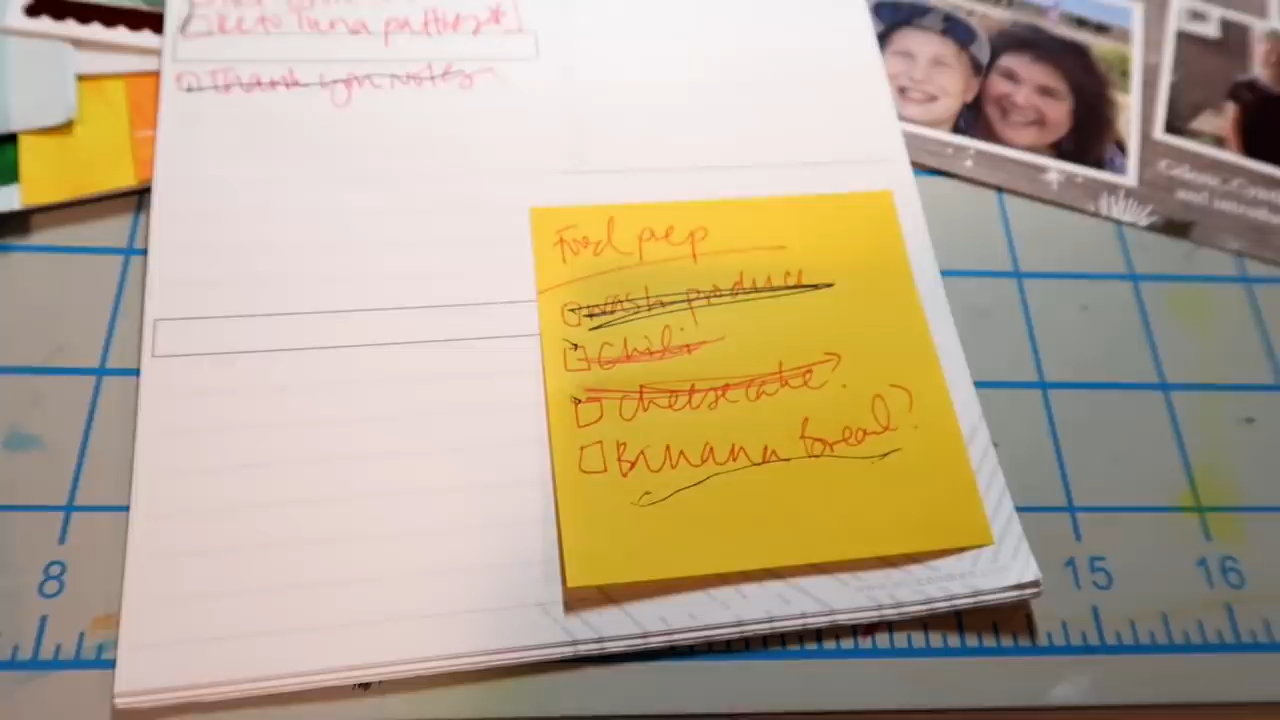 keto tuna patties*
Thank you notes
Food prep
wash produce
Chili
Cheesecake?
Banana bread?
8
15
16